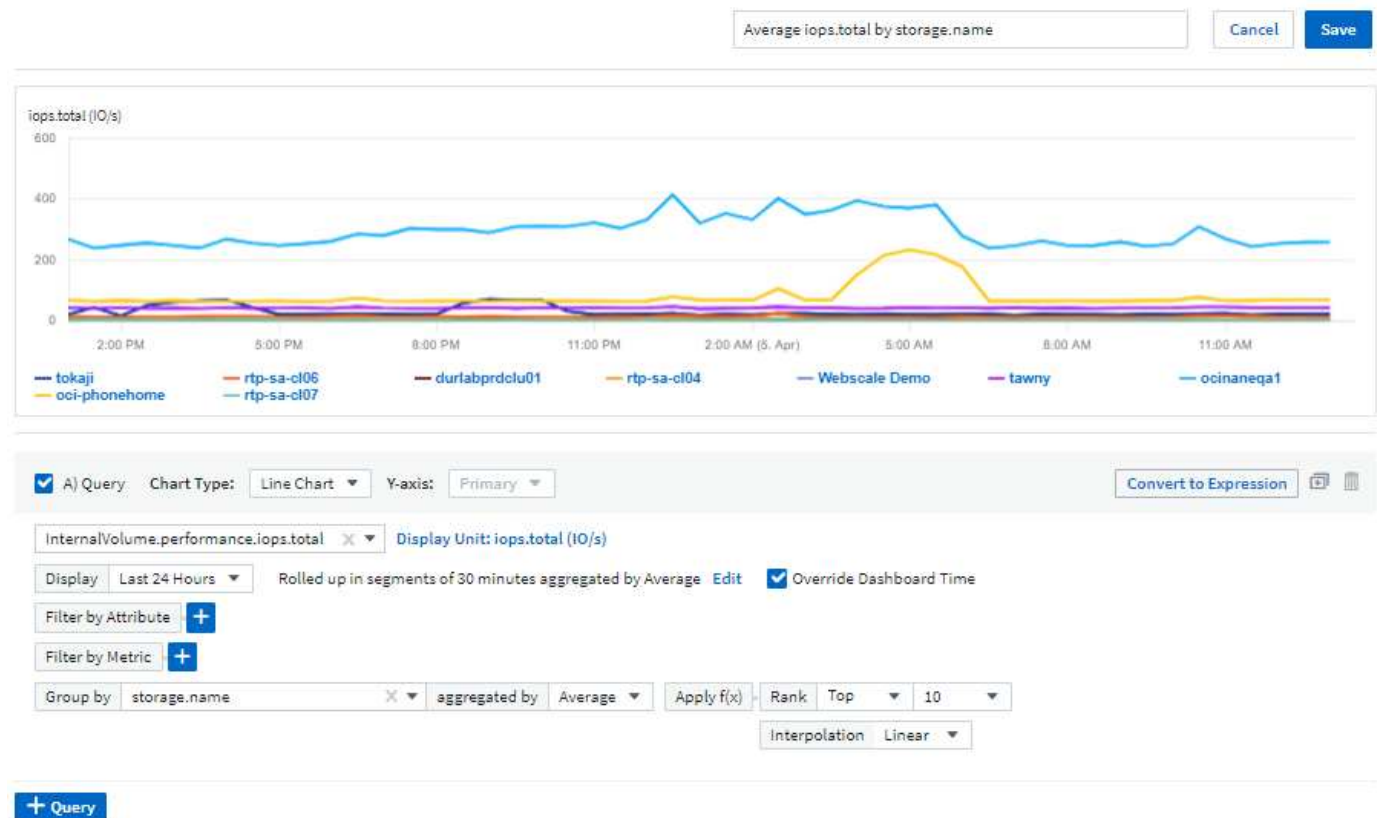 Average iops.total by storage.name Cancel Save
iops.total (IO/s)
600
400
200
0
2:00 PM 5:00 PM 8:00 PM 11:00 PM 2:00 AM (5. Apr) 5:00 AM 8:00 AM 11:00 AM
tokaji rtp-sa-cl06 durlabprdclu01 rtp-sa-cl04 Webscale Demo tawny ocinaneqa1
oci-phonehome rtp-sa-cl07
A) Query Chart Type: Line Chart Y-axis: Primary Convert to Expression
InternalVolume.performance.iops.total Display Unit: iops.total (IO/s)
Display Last 24 Hours Rolled up in segments of 30 minutes aggregated by Average Edit Override Dashboard Time
Filter by Attribute +
Filter by Metric +
Group by storage.name aggregated by Average Apply f(x) Rank Top 10
Interpolation Linear
+ Query